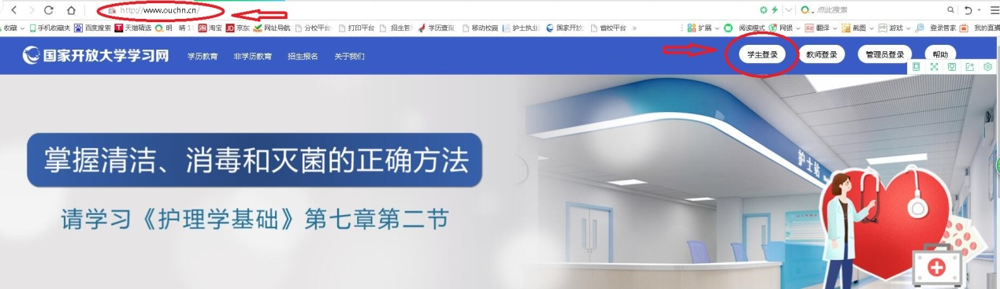 http://www.ouchn.cn/
点此搜索
收藏 手机收藏夹 百度搜索 天猫精选 淘宝 京东 网址导航 分校平台 打印平台 招生管 学历查询 移动校园 护士执业 国家开放 首校平台 » 扩展 阅读模式 网银 翻译 截图 游戏 登录管家 我的直播
国家开放大学学习网 学历教育 非学历教育 招生报名 关于我们 学生登录 教师登录 管理员登录 帮助
掌握清洁、消毒和灭菌的正确方法
请学习《护理学基础》第七章第二节
护士站